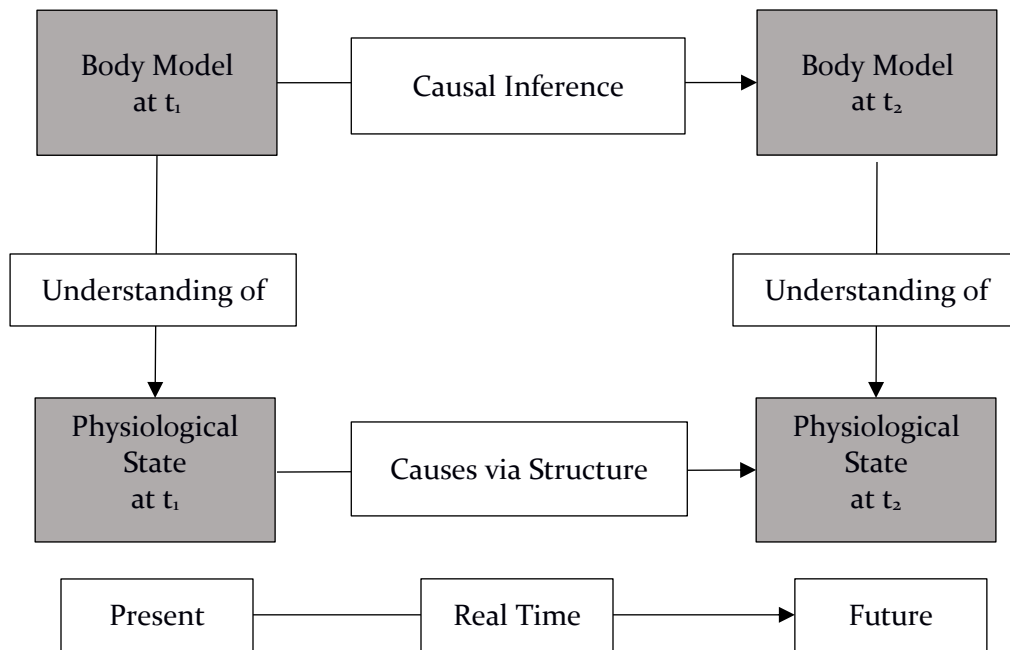 Body Model
at t₁
Causal Inference
Body Model
at t₂
Understanding of
Understanding of
Physiological
State
at t₁
Causes via Structure
Physiological
State
at t₂
Present
Real Time
Future